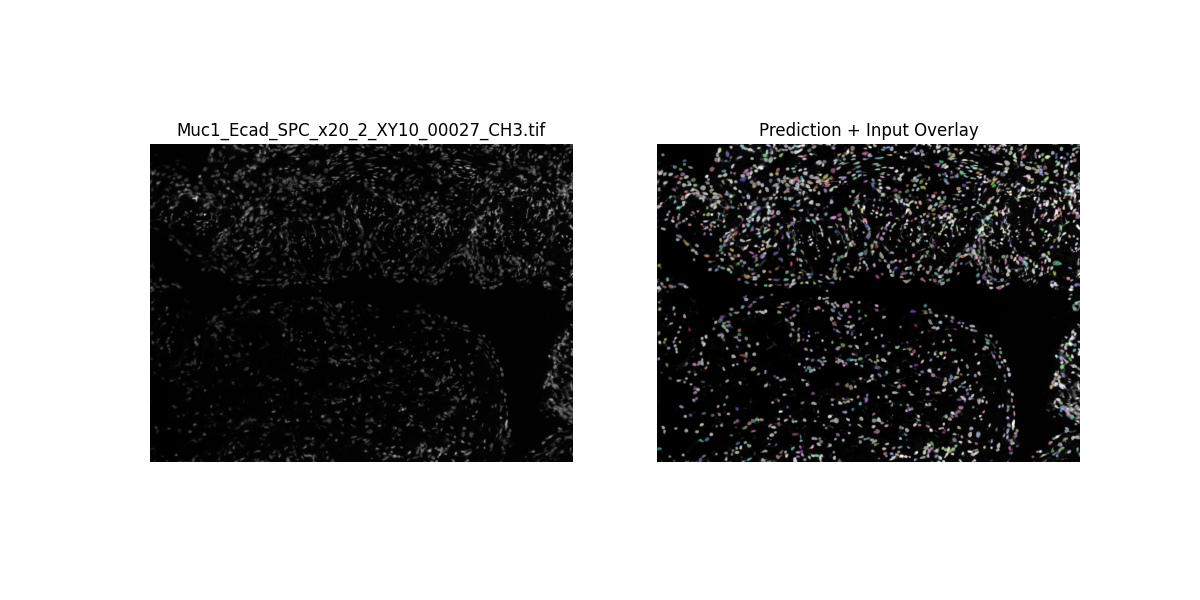 Muc1_Ecad_SPC_x20_2_XY10_00027_CH3.tif
Prediction + Input Overlay